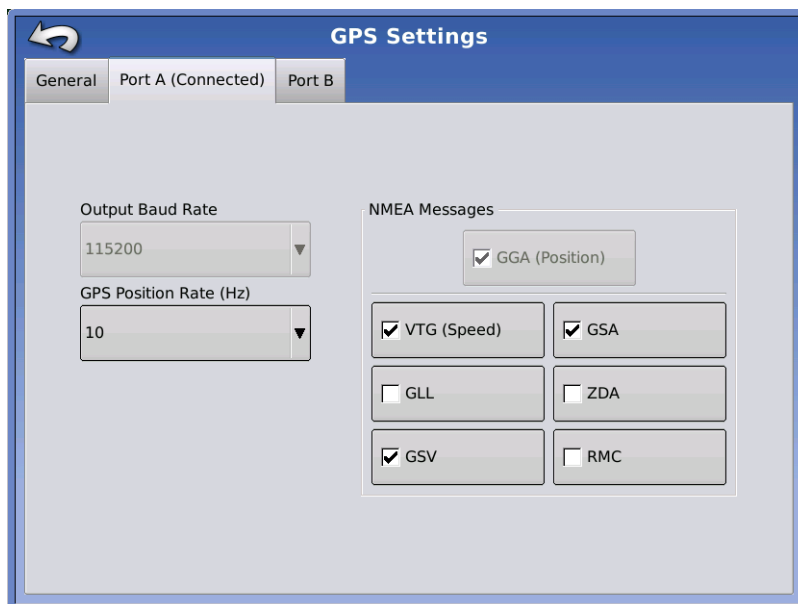 GPS Settings
General
Port A (Connected)
Port B
Output Baud Rate
115200
GPS Position Rate (Hz)
10
NMEA Messages
GGA (Position)
VTG (Speed)
GSA
GLL
ZDA
GSV
RMC